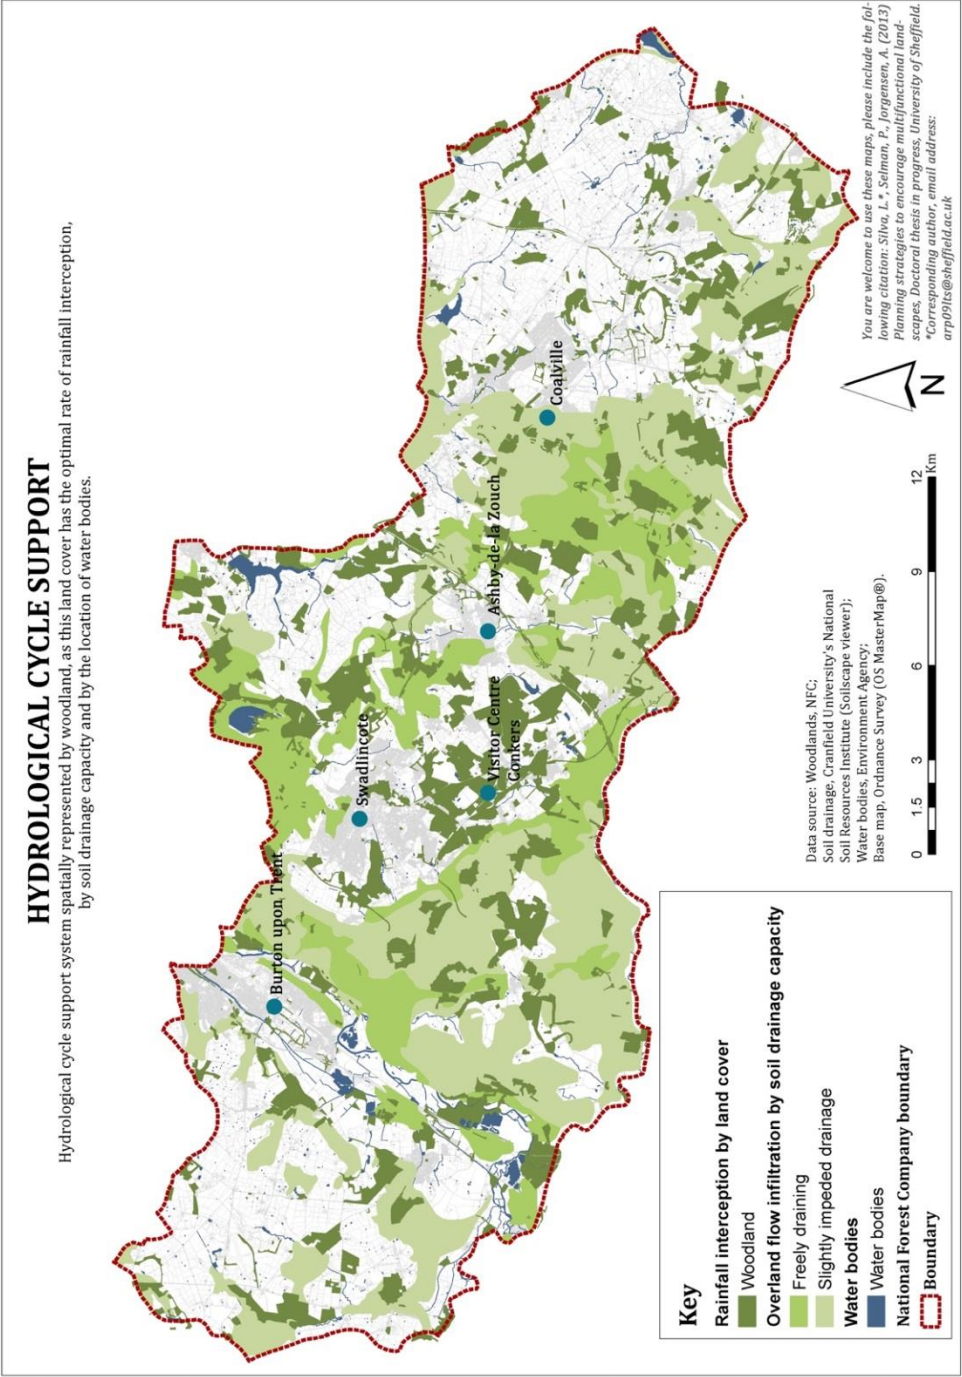 HYDROLOGICAL CYCLE SUPPORT
Hydrological cycle support system spatially represented by woodland, as this land cover has the optimal rate of rainfall interception,
by soil drainage capacity and by the location of water bodies.
Burton upon Trent
Swadlincote
Visitor Centre
Conkers
Ashby-de-la Zouch
Coalville
Key
Rainfall interception by land cover
Woodland
Overland flow infiltration by soil drainage capacity
Freely draining
Slightly impeded drainage
Water bodies
Water bodies
National Forest Company boundary
Boundary
Data source: Woodlands, NFC;
Soil drainage, Cranfield University's National
Soil Resources Institute (Soilscape viewer);
Water bodies, Environment Agency;
Base map, Ordnance Survey (OS MasterMap®).
0 1.5 3 6 9 12
Km
N
You are welcome to use these maps, please include the fol-
lowing citation: Silva, L.*, Selman, P., Jorgensen, A. (2013)
Planning strategies to encourage multifunctional land-
scapes, Doctoral thesis in progress, University of Sheffield.
*Corresponding author, email address:
arp09lts@sheffield.ac.uk